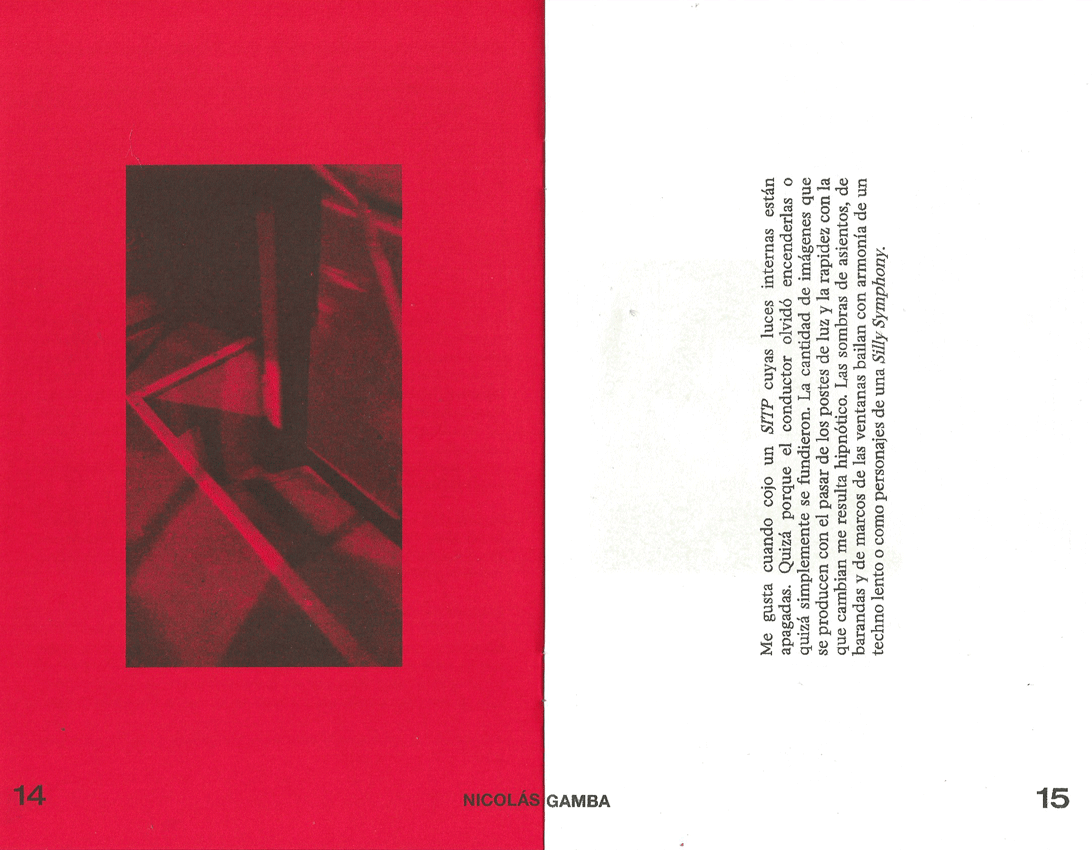 Me gusta cuando cojo un SITP cuyas luces internas están
apagadas. Quizá porque el conductor olvidó encenderlas o
quizá simplemente se fundieron. La cantidad de imágenes que
se producen con el pasar de los postes de luz y la rapidez con la
que cambian me resulta hipnótico. Las sombras de asientos, de
barandas y de marcos de las ventanas bailan con armonía de un
techno lento o como personajes de una Silly Symphony.
14
NICOLÁS GAMBA
15